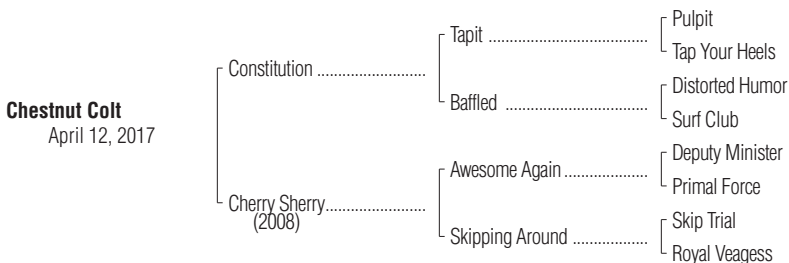 Pulpit
Tapit
Tap Your Heels
Constitution
Distorted Humor
Baffled
Surf Club
Chestnut Colt
April 12, 2017
Deputy Minister
Awesome Again
Primal Force
Cherry Sherry
(2008)
Skip Trial
Skipping Around
Royal Veagess